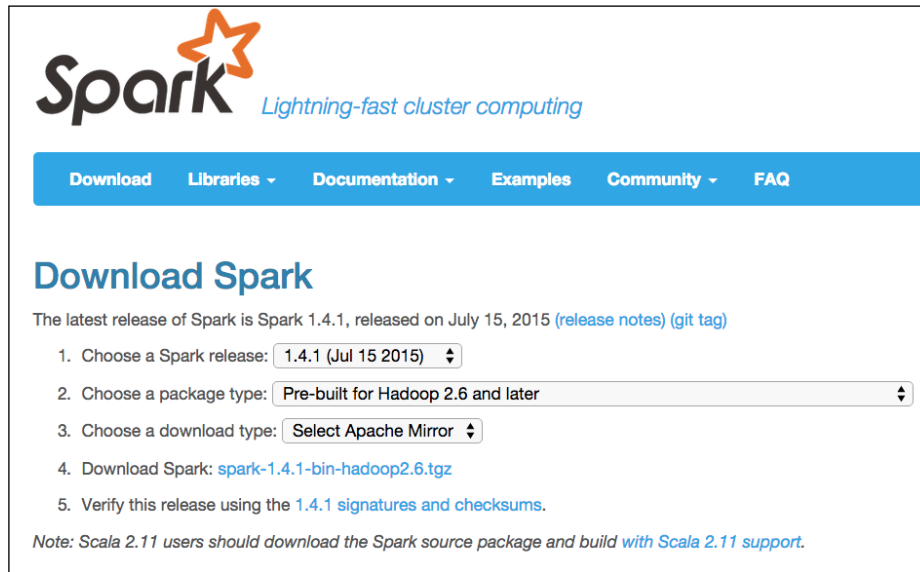 Spark
Lightning-fast cluster computing
Download Libraries Documentation Examples Community FAQ
Download Spark
The latest release of Spark is Spark 1.4.1, released on July 15, 2015 (release notes) (git tag)
1. Choose a Spark release: 1.4.1 (Jul 15 2015)
2. Choose a package type: Pre-built for Hadoop 2.6 and later
3. Choose a download type: Select Apache Mirror
4. Download Spark: spark-1.4.1-bin-hadoop2.6.tgz
5. Verify this release using the 1.4.1 signatures and checksums.
Note: Scala 2.11 users should download the Spark source package and build with Scala 2.11 support.